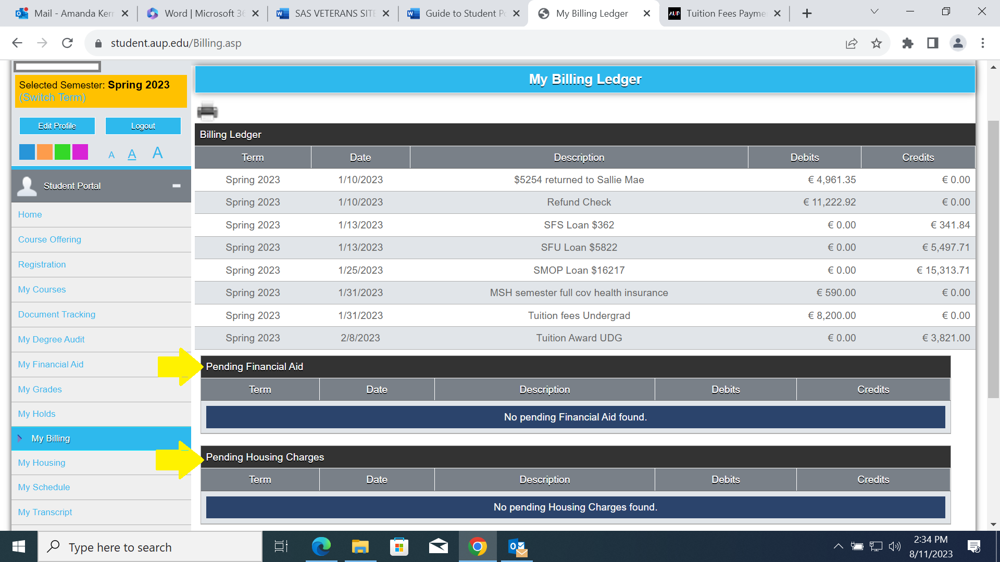 Mail - Amanda Kerr
Word | Microsoft 36
SAS VETERANS SITE
Guide to Student Po
My Billing Ledger
AUP Tuition Fees Payme
student.aup.edu/Billing.asp
Selected Semester: Spring 2023
(Switch Term)
Edit Profile
Logout
A A A
Student Portal
Home
Course Offering
Registration
My Courses
Document Tracking
My Degree Audit
My Financial Aid
My Grades
My Holds
My Billing
My Housing
My Schedule
My Transcript
My Billing Ledger
Billing Ledger
Term Date Description Debits Credits
Spring 2023 1/10/2023 $5254 returned to Sallie Mae € 4,961.35 € 0.00
Spring 2023 1/10/2023 Refund Check € 11,222.92 € 0.00
Spring 2023 1/13/2023 SFS Loan $362 € 0.00 € 341.84
Spring 2023 1/13/2023 SFU Loan $5822 € 0.00 € 5,497.71
Spring 2023 1/25/2023 SMOP Loan $16217 € 0.00 € 15,313.71
Spring 2023 1/31/2023 MSH semester full cov health insurance € 590.00 € 0.00
Spring 2023 1/31/2023 Tuition fees Undergrad € 8,200.00 € 0.00
Spring 2023 2/8/2023 Tuition Award UDG € 0.00 € 3,821.00
Pending Financial Aid
Term Date Description Debits Credits
No pending Financial Aid found.
Pending Housing Charges
Term Date Description Debits Credits
No pending Housing Charges found.
Type here to search
2:34 PM
8/11/2023